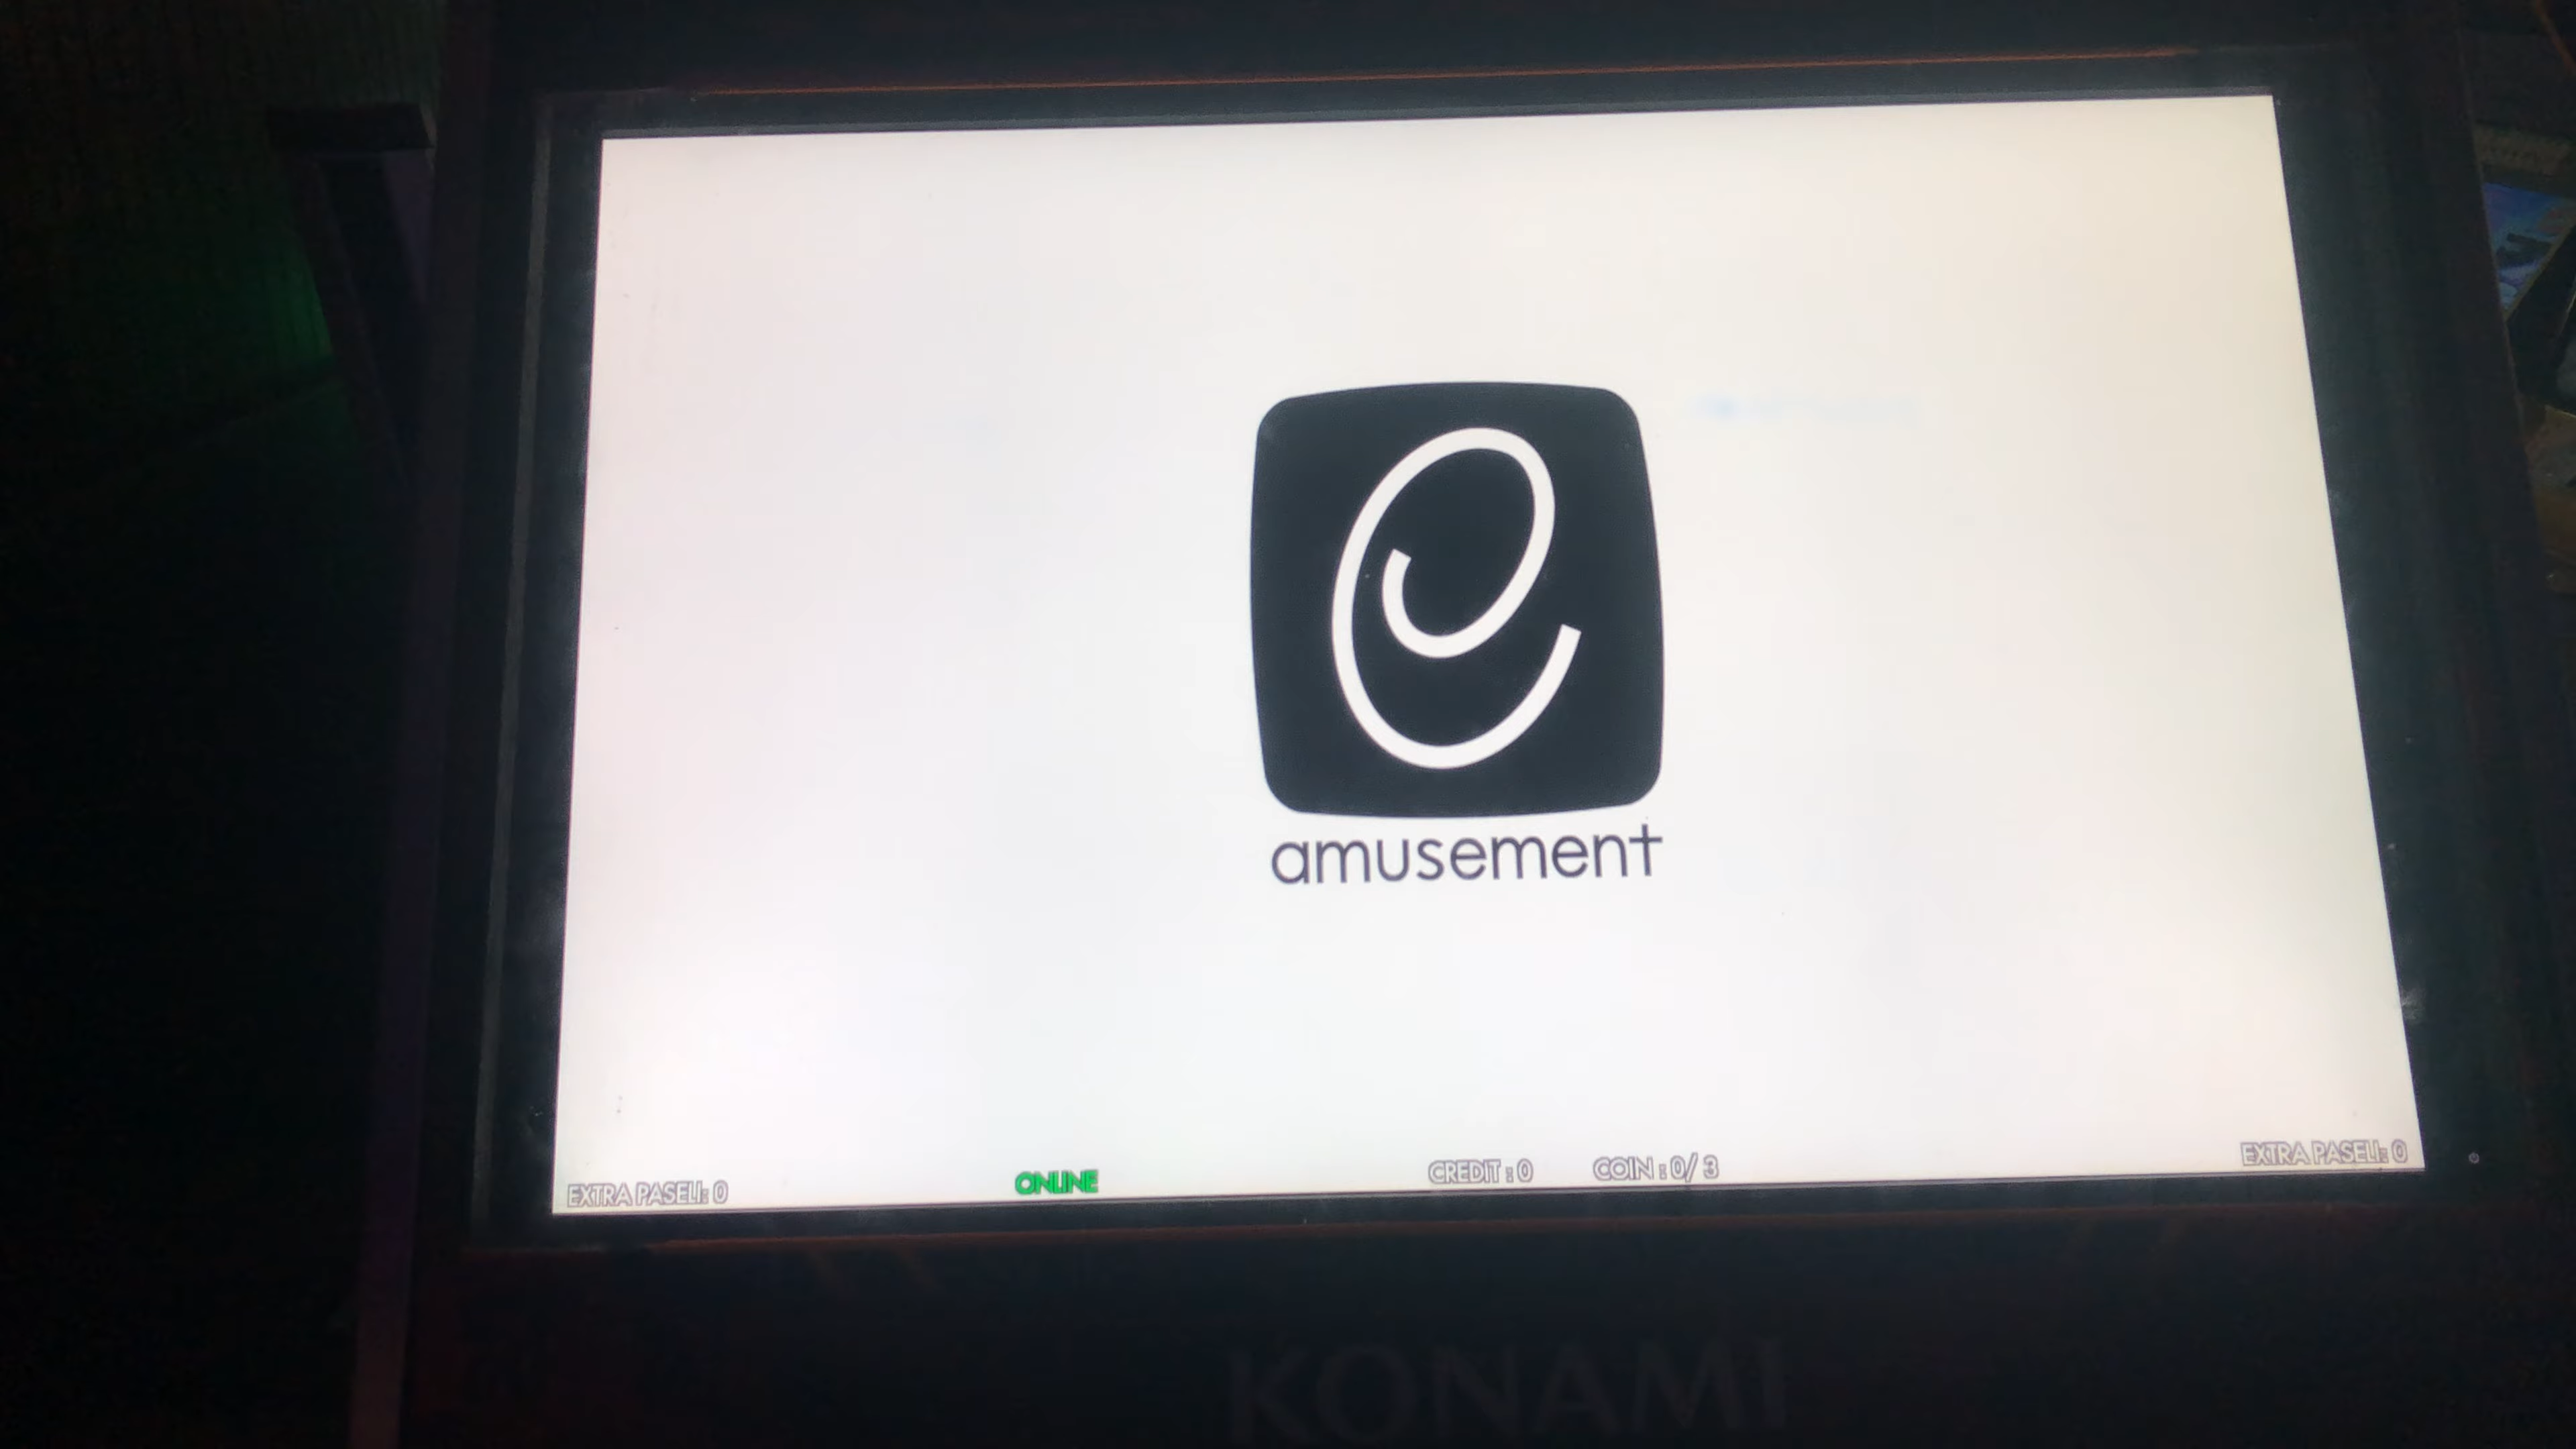 e
amusement
EXTRA PASELI: 0
ONLINE
CREDIT : 0
COIN : 0/ 3
EXTRA PASELI: 0
KONAMI